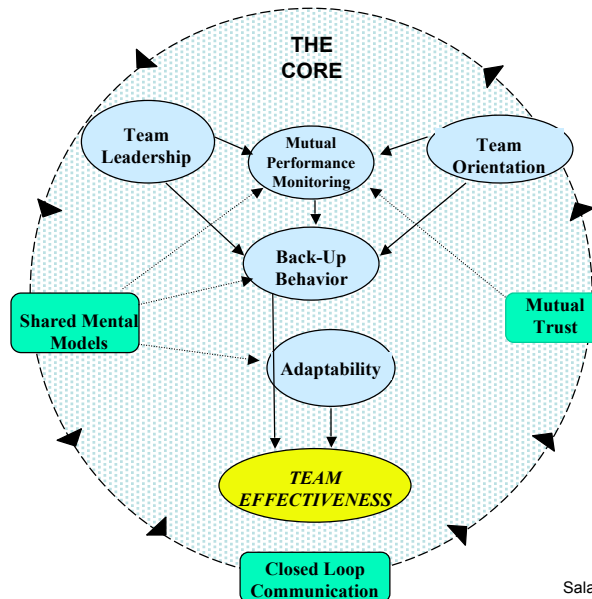 THE
CORE
Team
Leadership
Mutual
Performance
Monitoring
Team
Orientation
Back-Up
Behavior
Shared Mental
Models
Mutual
Trust
Adaptability
TEAM
EFFECTIVENESS
Closed Loop
Communication
Sala